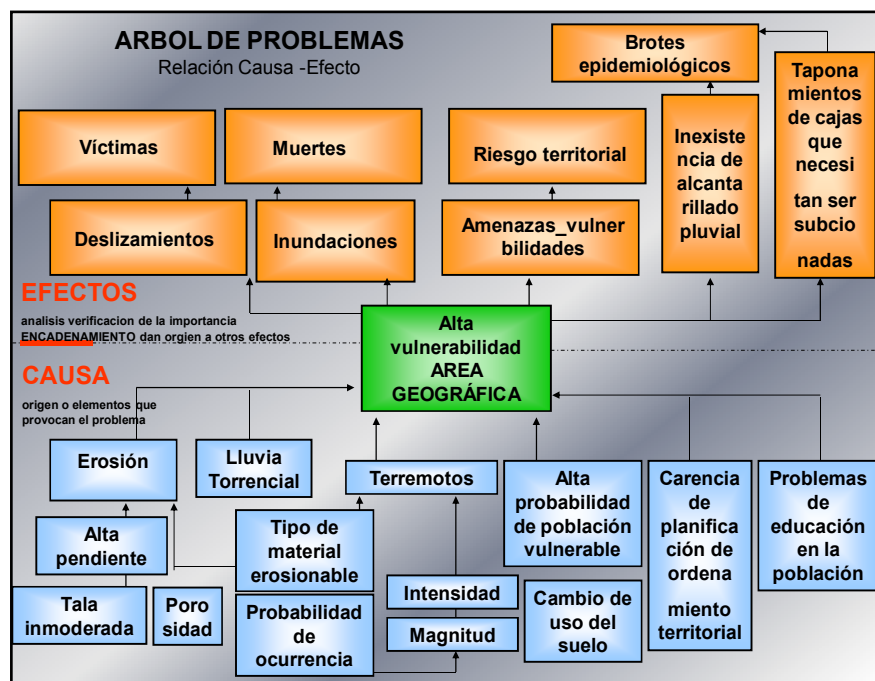 ARBOL DE PROBLEMAS
Relación Causa -Efecto
Brotes
epidemiológicos
Tapona
mientos
de cajas
que
necesi
tan ser
subcio
nadas
Víctimas
Muertes
Riesgo territorial
Inexiste
ncia de
alcanta
rillado
pluvial
Deslizamientos
Inundaciones
Amenazas_vulner
bilidades
EFECTOS
analisis verificacion de la importancia
ENCADENAMIENTO dan orgien a otros efectos
Alta
vulnerabilidad
AREA
GEOGRÁFICA
CAUSA
origen o elementos que
provocan el problema
Erosión
Lluvia
Torrencial
Terremotos
Alta
probabilidad
de población
vulnerable
Carencia
de
planific
ación de
ordena
miento
territorial
Problemas
de
educación
en la
población
Alta
pendiente
Tipo de
material
erosionable
Tala
inmoderada
Poro
sidad
Probabilidad
de
ocurrencia
Intensidad
Magnitud
Cambio de
uso del
suelo